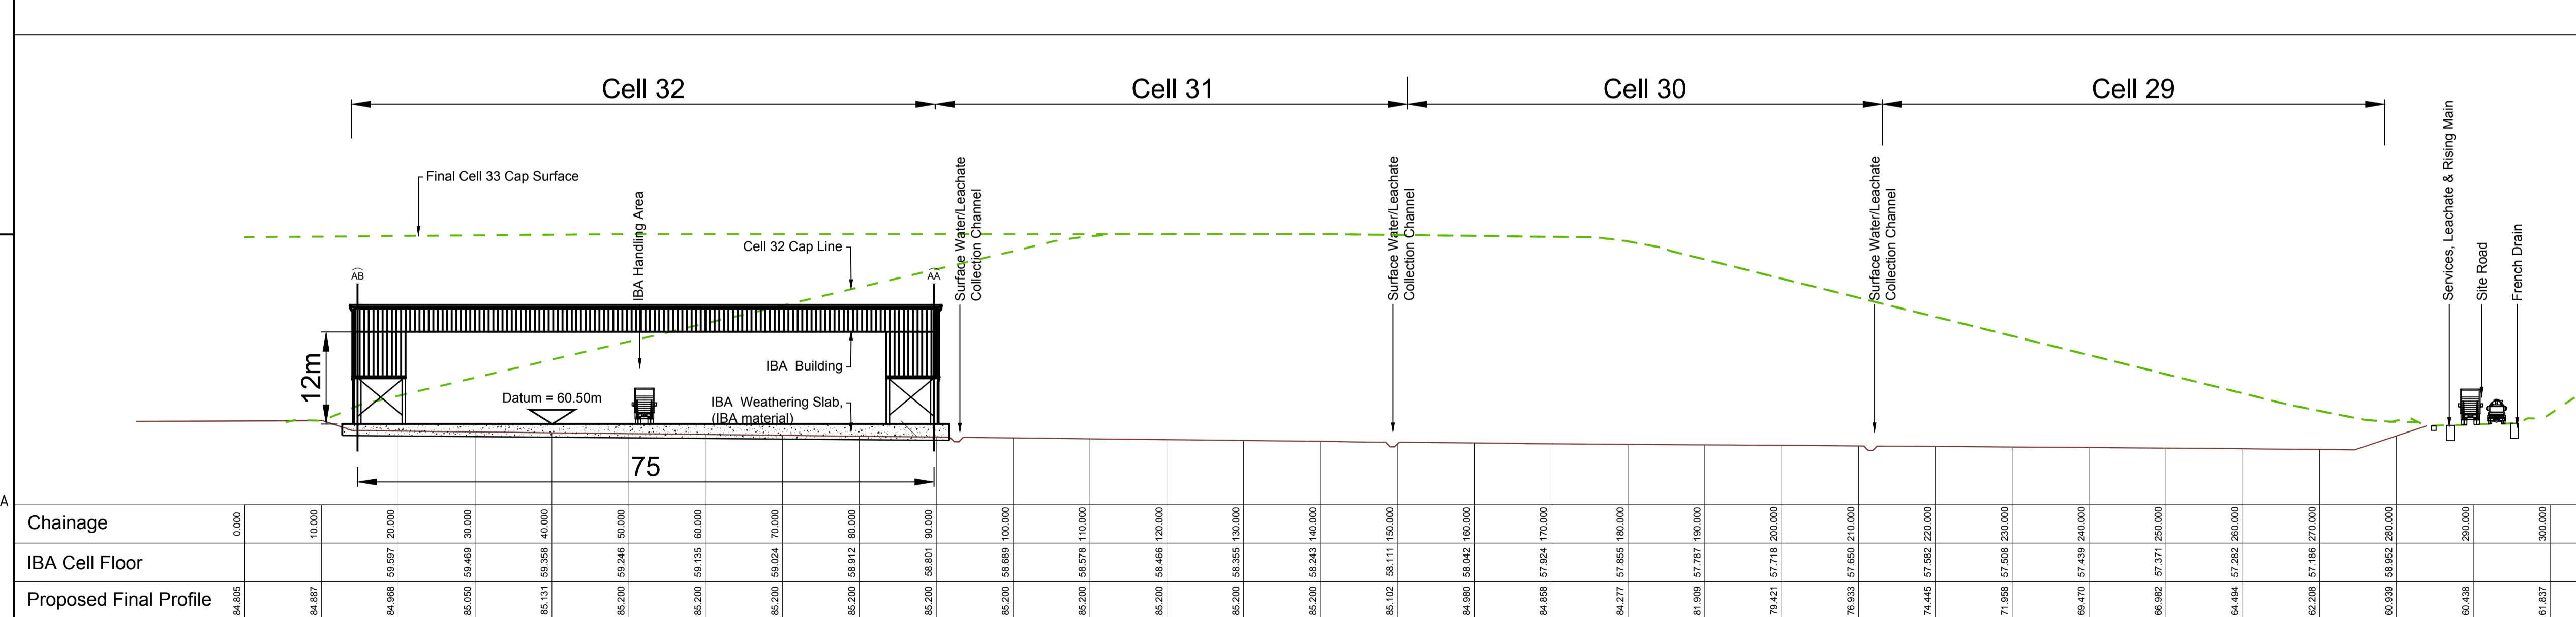 Cell 32
Cell 31
Cell 30
Cell 29
Final Cell 33 Cap Surface
IBA Handling Area
Cell 32 Cap Line
Surface Water/Leachate
Collection Channel
Surface Water/Leachate
Collection Channel
Surface Water/Leachate
Collection Channel
Services, Leachate & Rising Main
Site Road
French Drain
AB
AA
12m
IBA Building
Datum = 60.50m
IBA Weathering Slab,
(IBA material)
75
A
Chainage 0.000 10.000 20.000 30.000 40.000 50.000 60.000 70.000 80.000 90.000 100.000 110.000 120.000 130.000 140.000 150.000 160.000 170.000 180.000 190.000 200.000 210.000 220.000 230.000 240.000 250.000 260.000 270.000 280.000 290.000 300.000
IBA Cell Floor 59.597 59.469 59.358 59.246 59.135 59.024 58.912 58.801 58.689 58.578 58.466 58.355 58.243 58.111 58.042 57.924 57.855 57.787 57.718 57.650 57.582 57.508 57.439 57.371 57.282 57.186 58.952
Proposed Final Profile 84.805 84.887 84.968 85.050 85.131 85.200 85.200 85.200 85.200 85.200 85.200 85.200 85.200 85.200 85.200 85.102 84.980 84.858 84.277 81.909 79.421 76.933 74.445 71.958 69.470 66.982 64.494 62.208 60.939 60.438 61.837